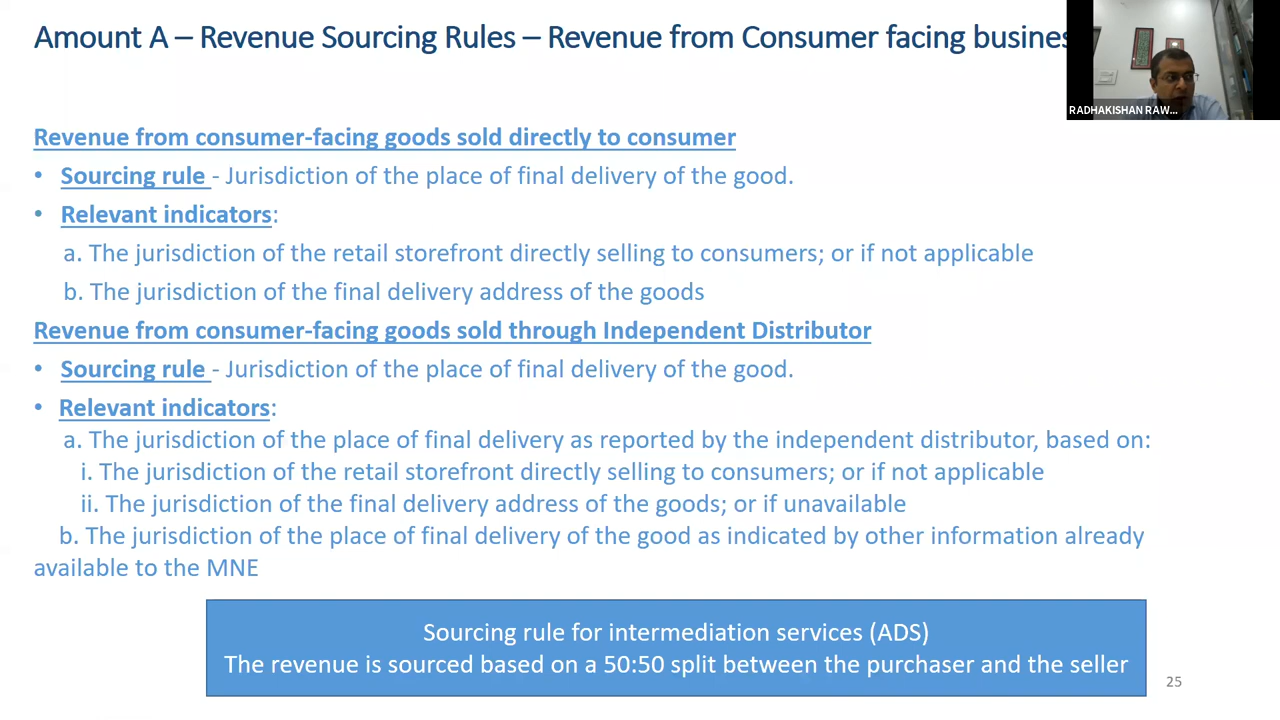 Amount A – Revenue Sourcing Rules – Revenue from Consumer facing busines
RADHAKISHAN RAW...
Revenue from consumer-facing goods sold directly to consumer
• Sourcing rule - Jurisdiction of the place of final delivery of the good.
• Relevant indicators:
a. The jurisdiction of the retail storefront directly selling to consumers; or if not applicable
b. The jurisdiction of the final delivery address of the goods
Revenue from consumer-facing goods sold through Independent Distributor
• Sourcing rule - Jurisdiction of the place of final delivery of the good.
• Relevant indicators:
a. The jurisdiction of the place of final delivery as reported by the independent distributor, based on:
i. The jurisdiction of the retail storefront directly selling to consumers; or if not applicable
ii. The jurisdiction of the final delivery address of the goods; or if unavailable
b. The jurisdiction of the place of final delivery of the good as indicated by other information already
available to the MNE
Sourcing rule for intermediation services (ADS)
The revenue is sourced based on a 50:50 split between the purchaser and the seller
25